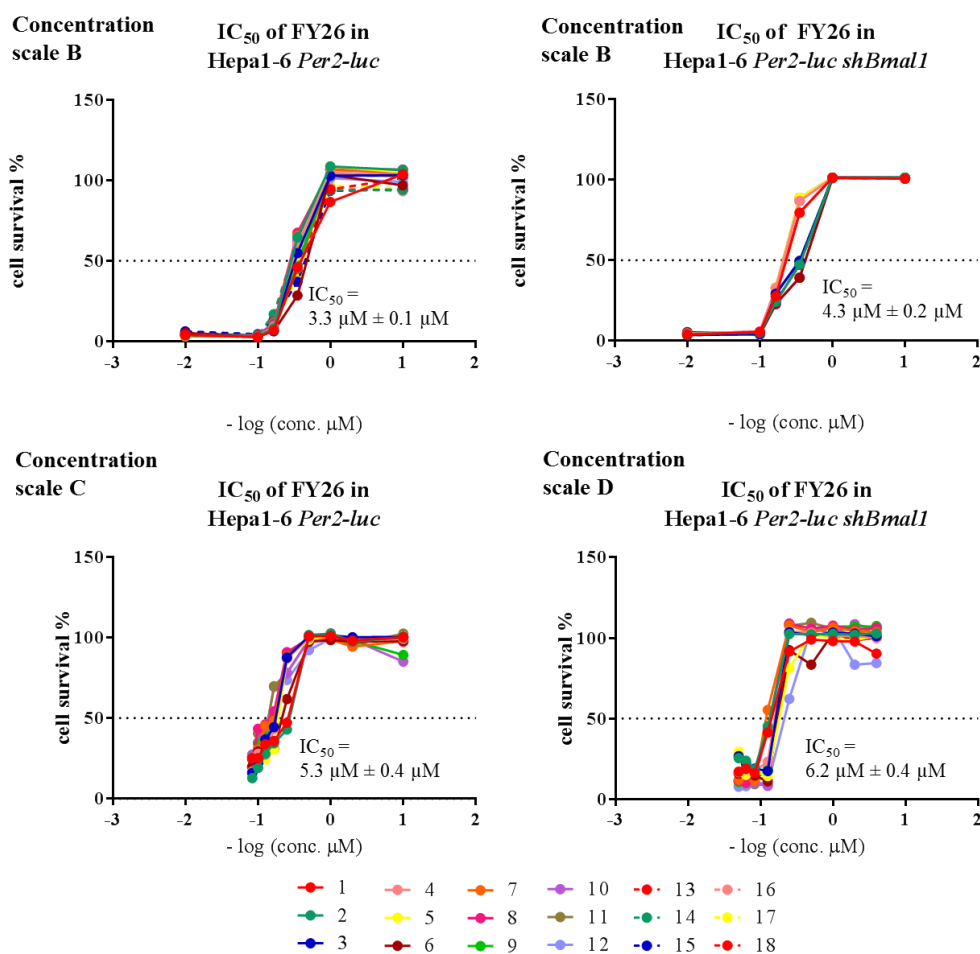 Concentration
scale B
IC50 of FY26 in
Hepa1-6 Per2-luc
cell survival %
150
100
50
0
-3
-2
-1
0
1
2
IC50 =
3.3 µM ± 0.1 µM
- log (conc. µM)
Concentration
scale B
IC50 of  FY26 in
Hepa1-6 Per2-luc shBmal1
cell survival %
150
100
50
0
-3
-2
-1
0
1
2
IC50 =
4.3 µM ± 0.2 µM
- log (conc. µM)
Concentration
scale C
IC50 of FY26 in
Hepa1-6 Per2-luc
cell survival %
150
100
50
0
-3
-2
-1
0
1
2
IC50 =
5.3 µM ± 0.4 µM
- log (conc. µM)
Concentration
scale D
IC50 of FY26 in
Hepa1-6 Per2-luc shBmal1
cell survival %
150
100
50
0
-3
-2
-1
0
1
2
IC50 =
6.2 µM ± 0.4 µM
- log (conc. µM)
1 4 7 10 13 16
2 5 8 11 14 17
3 6 9 12 15 18